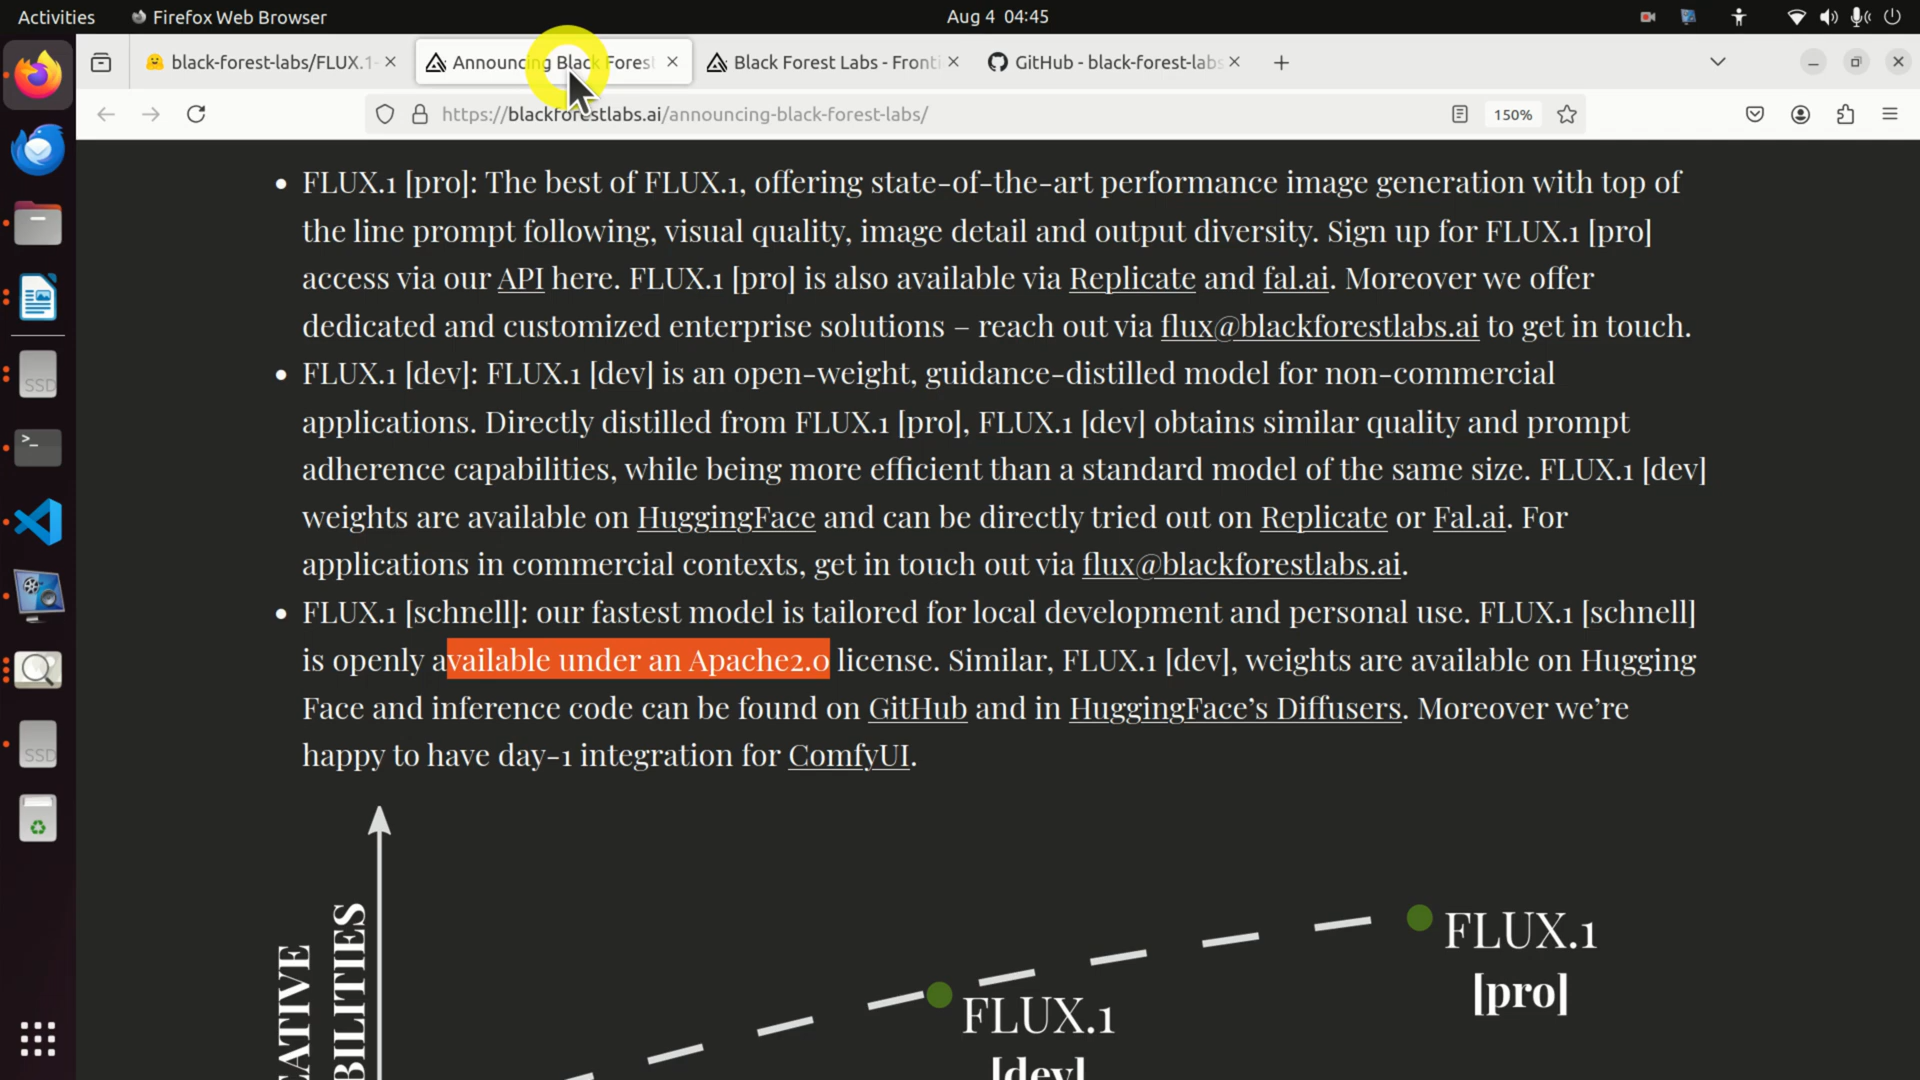 Activities Firefox Web Browser Aug 4 04:45
black-forest-labs/FLUX.1- Announcing Black Forest Black Forest Labs - Fronti GitHub - black-forest-labs
https://blackforestlabs.ai/announcing-black-forest-labs/ 150%
• FLUX.1 [pro]: The best of FLUX.1, offering state-of-the-art performance image generation with top of
the line prompt following, visual quality, image detail and output diversity. Sign up for FLUX.1 [pro]
access via our API here. FLUX.1 [pro] is also available via Replicate and fal.ai. Moreover we offer
dedicated and customized enterprise solutions – reach out via flux@blackforestlabs.ai to get in touch.
• FLUX.1 [dev]: FLUX.1 [dev] is an open-weight, guidance-distilled model for non-commercial
applications. Directly distilled from FLUX.1 [pro], FLUX.1 [dev] obtains similar quality and prompt
adherence capabilities, while being more efficient than a standard model of the same size. FLUX.1 [dev]
weights are available on HuggingFace and can be directly tried out on Replicate or Fal.ai. For
applications in commercial contexts, get in touch out via flux@blackforestlabs.ai.
• FLUX.1 [schnell]: our fastest model is tailored for local development and personal use. FLUX.1 [schnell]
is openly available under an Apache2.0 license. Similar, FLUX.1 [dev], weights are available on Hugging
Face and inference code can be found on GitHub and in HuggingFace's Diffusers. Moreover we're
happy to have day-1 integration for ComfyUI.
FLUX.1
[pro]
FLUX.1
[dev]
ATIVE
BILITIES
SSD
SSD